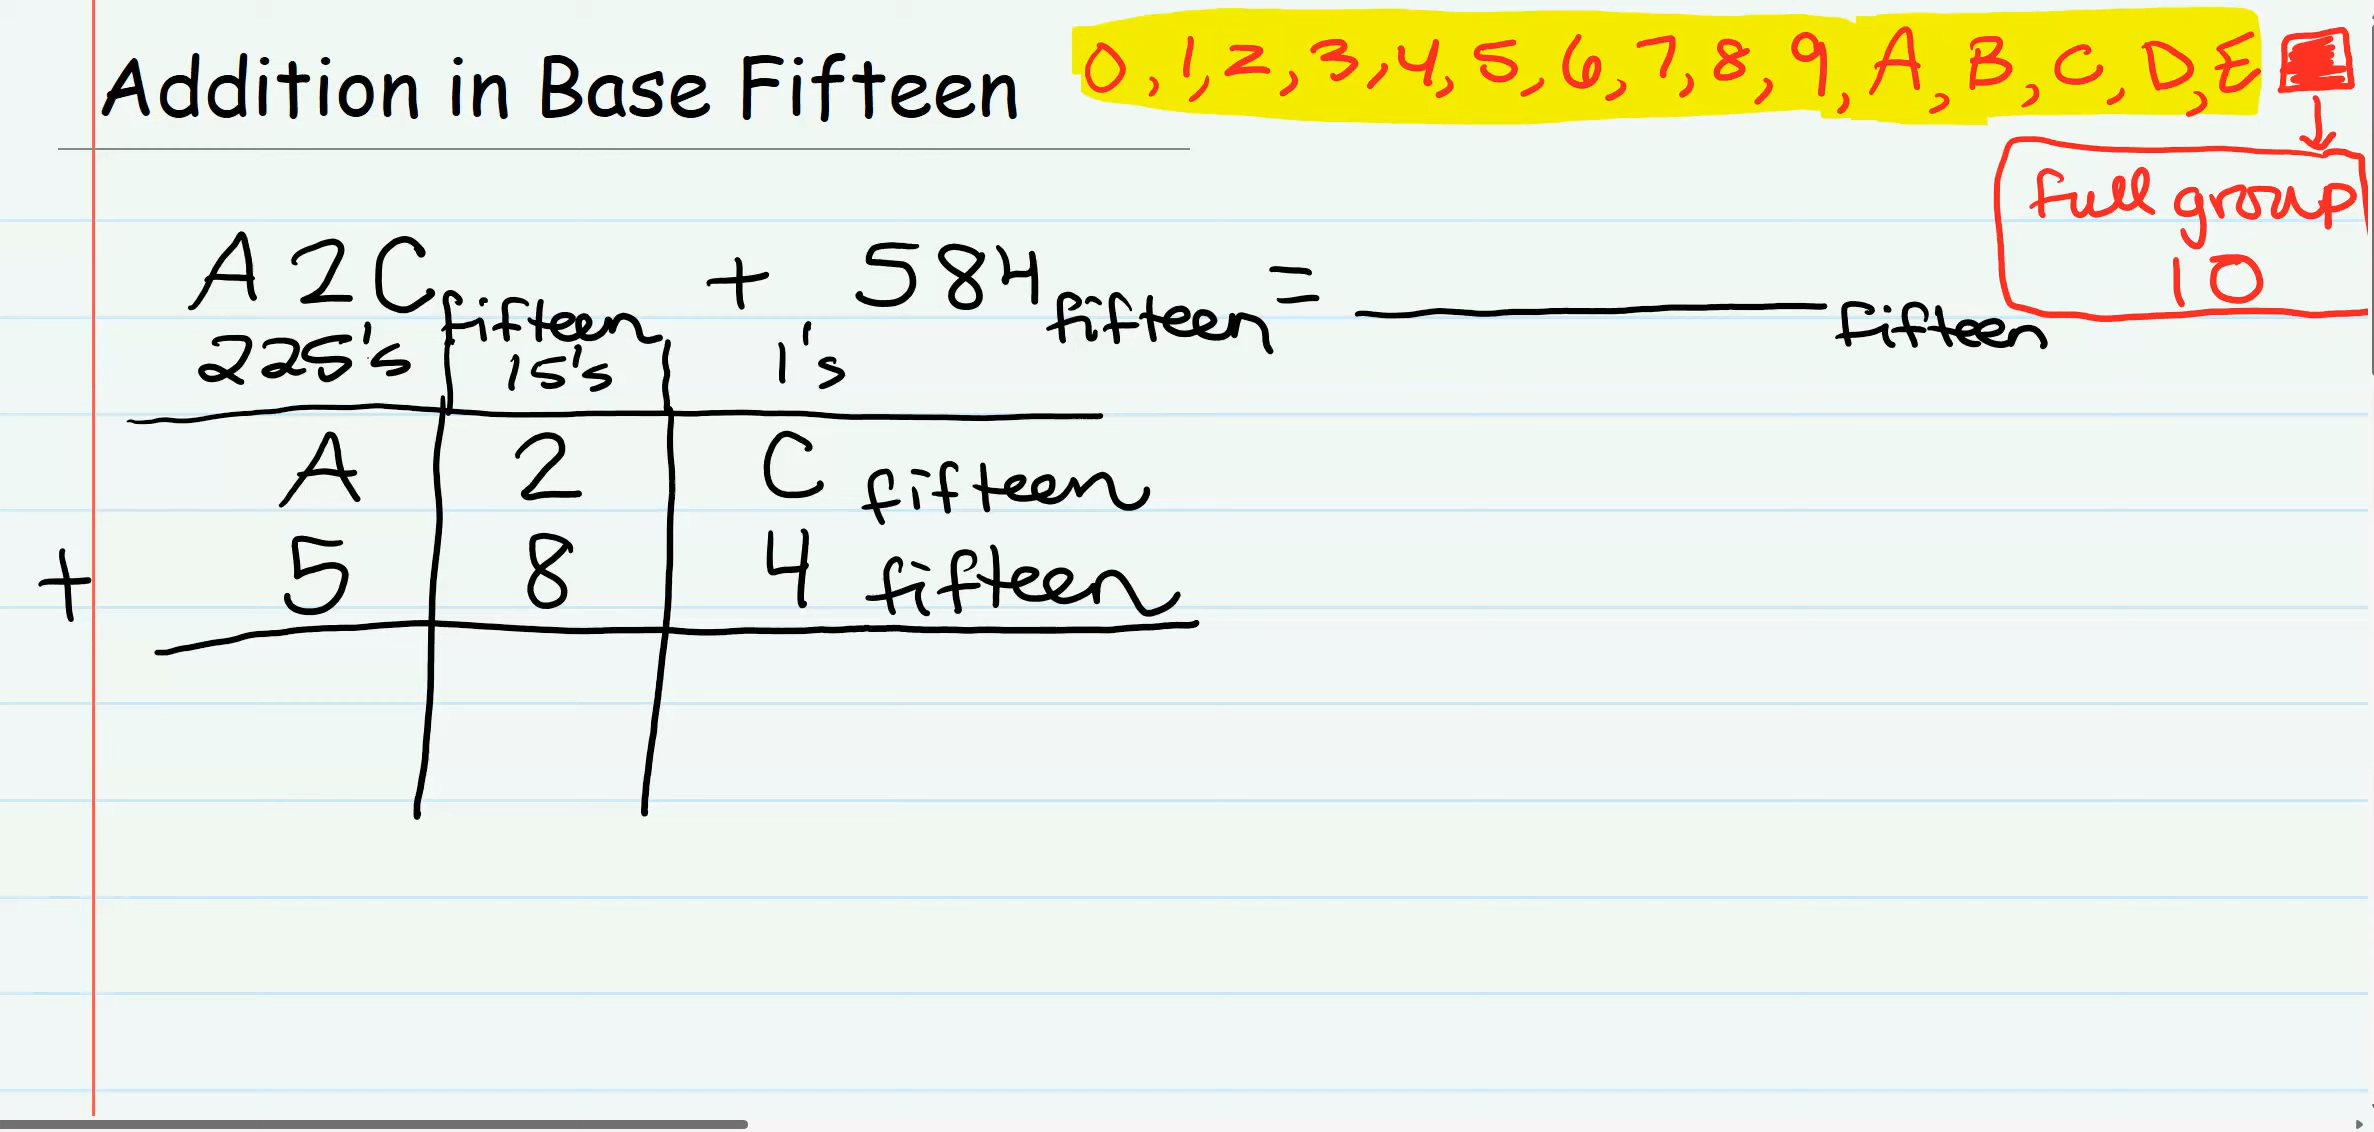 Addition in Base Fifteen 0, 1, 2, 3, 4, 5, 6, 7, 8, 9, A, B, C, D, E
full group
10
A2C fifteen + 584 fifteen = ________ fifteen
225's 15's 1's
A 2 C fifteen
+ 5 8 4 fifteen